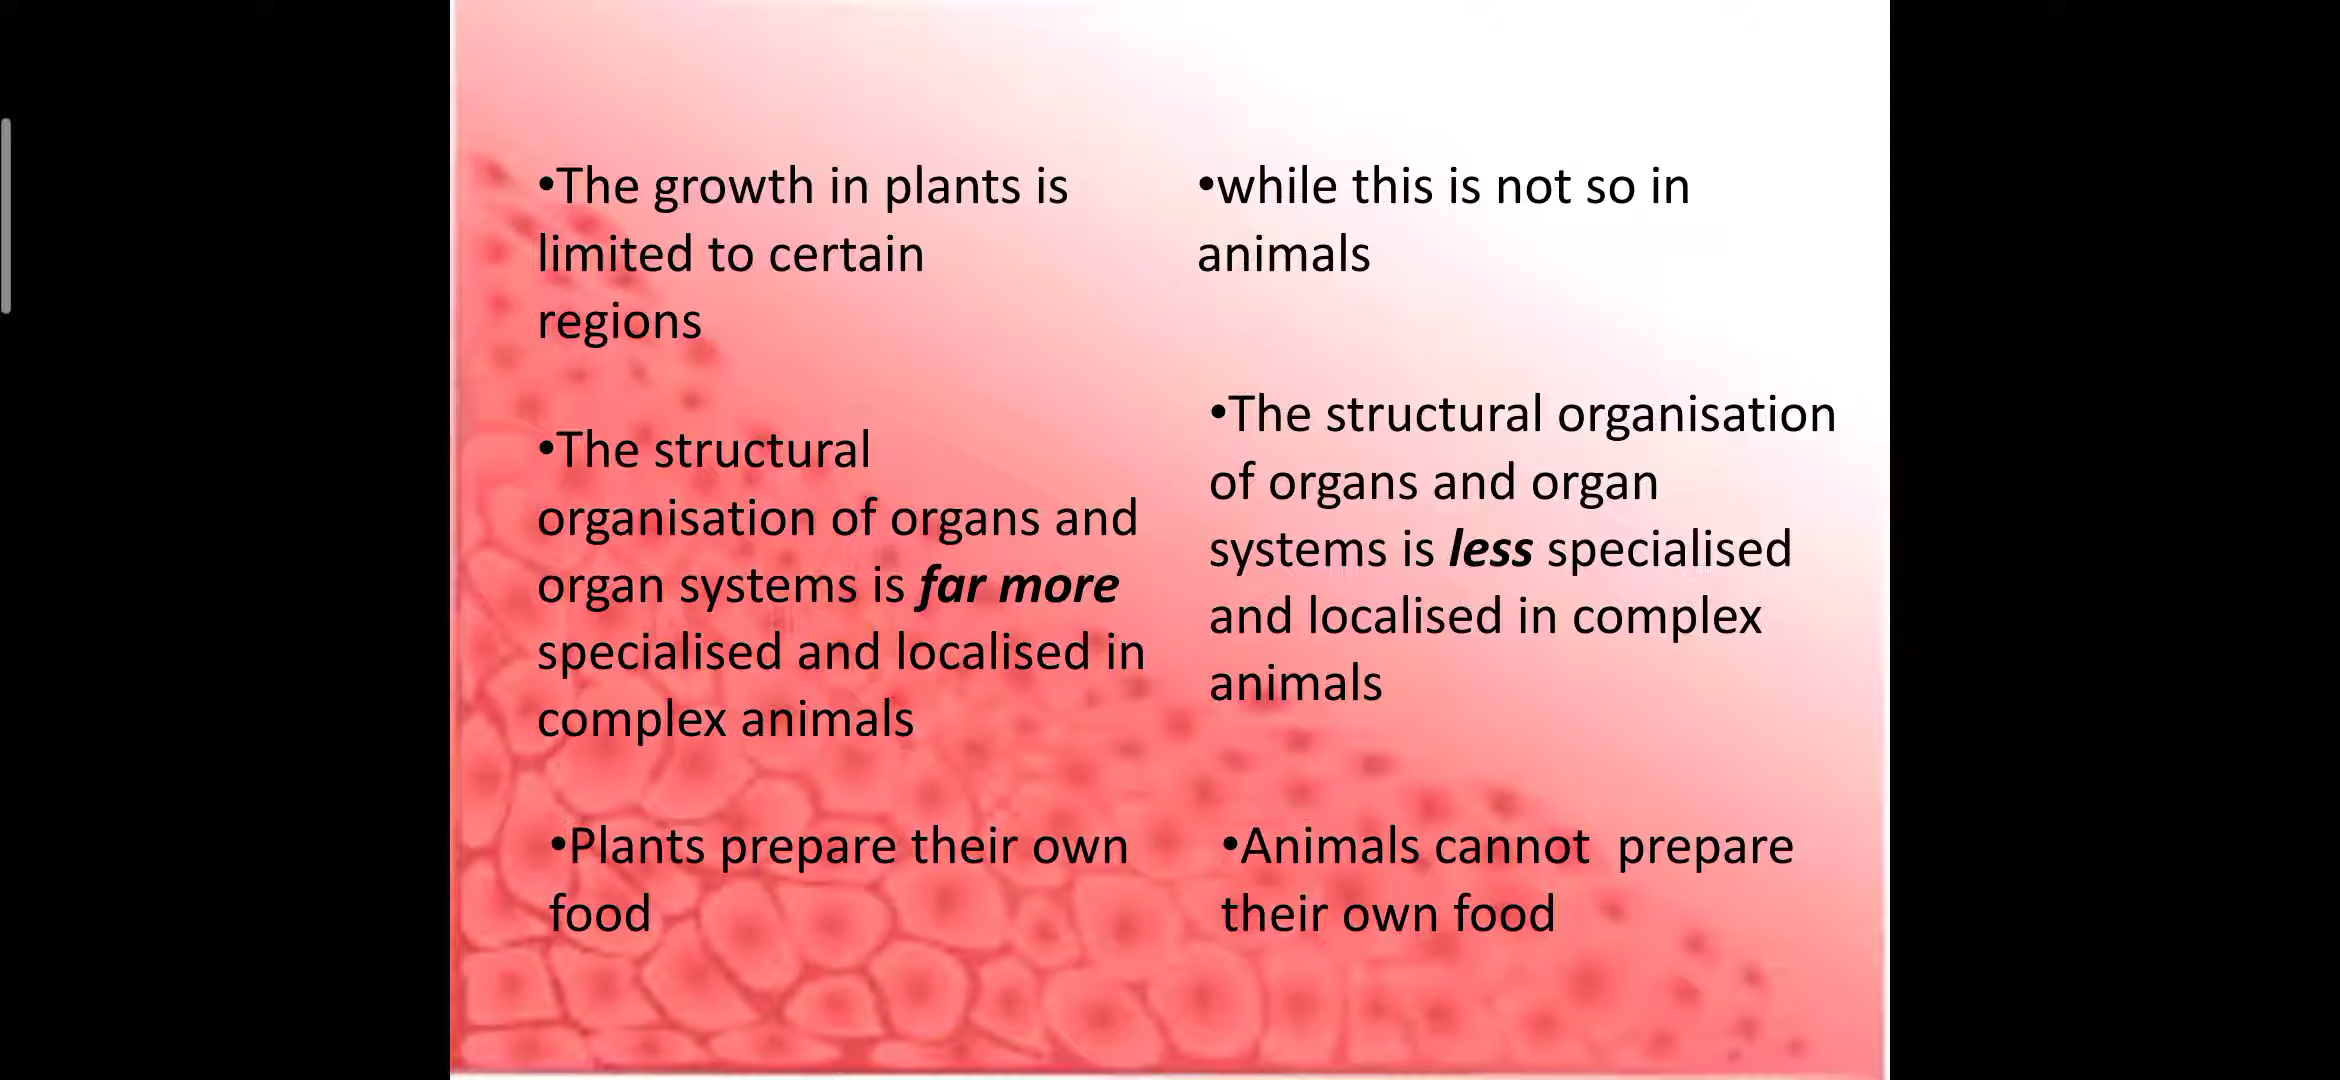 •The growth in plants is
limited to certain
regions
•while this is not so in
animals
•The structural
organisation of organs and
organ systems is far more
specialised and localised in
complex animals
•The structural organisation
of organs and organ
systems is less specialised
and localised in complex
animals
•Plants prepare their own
food
•Animals cannot  prepare
their own food